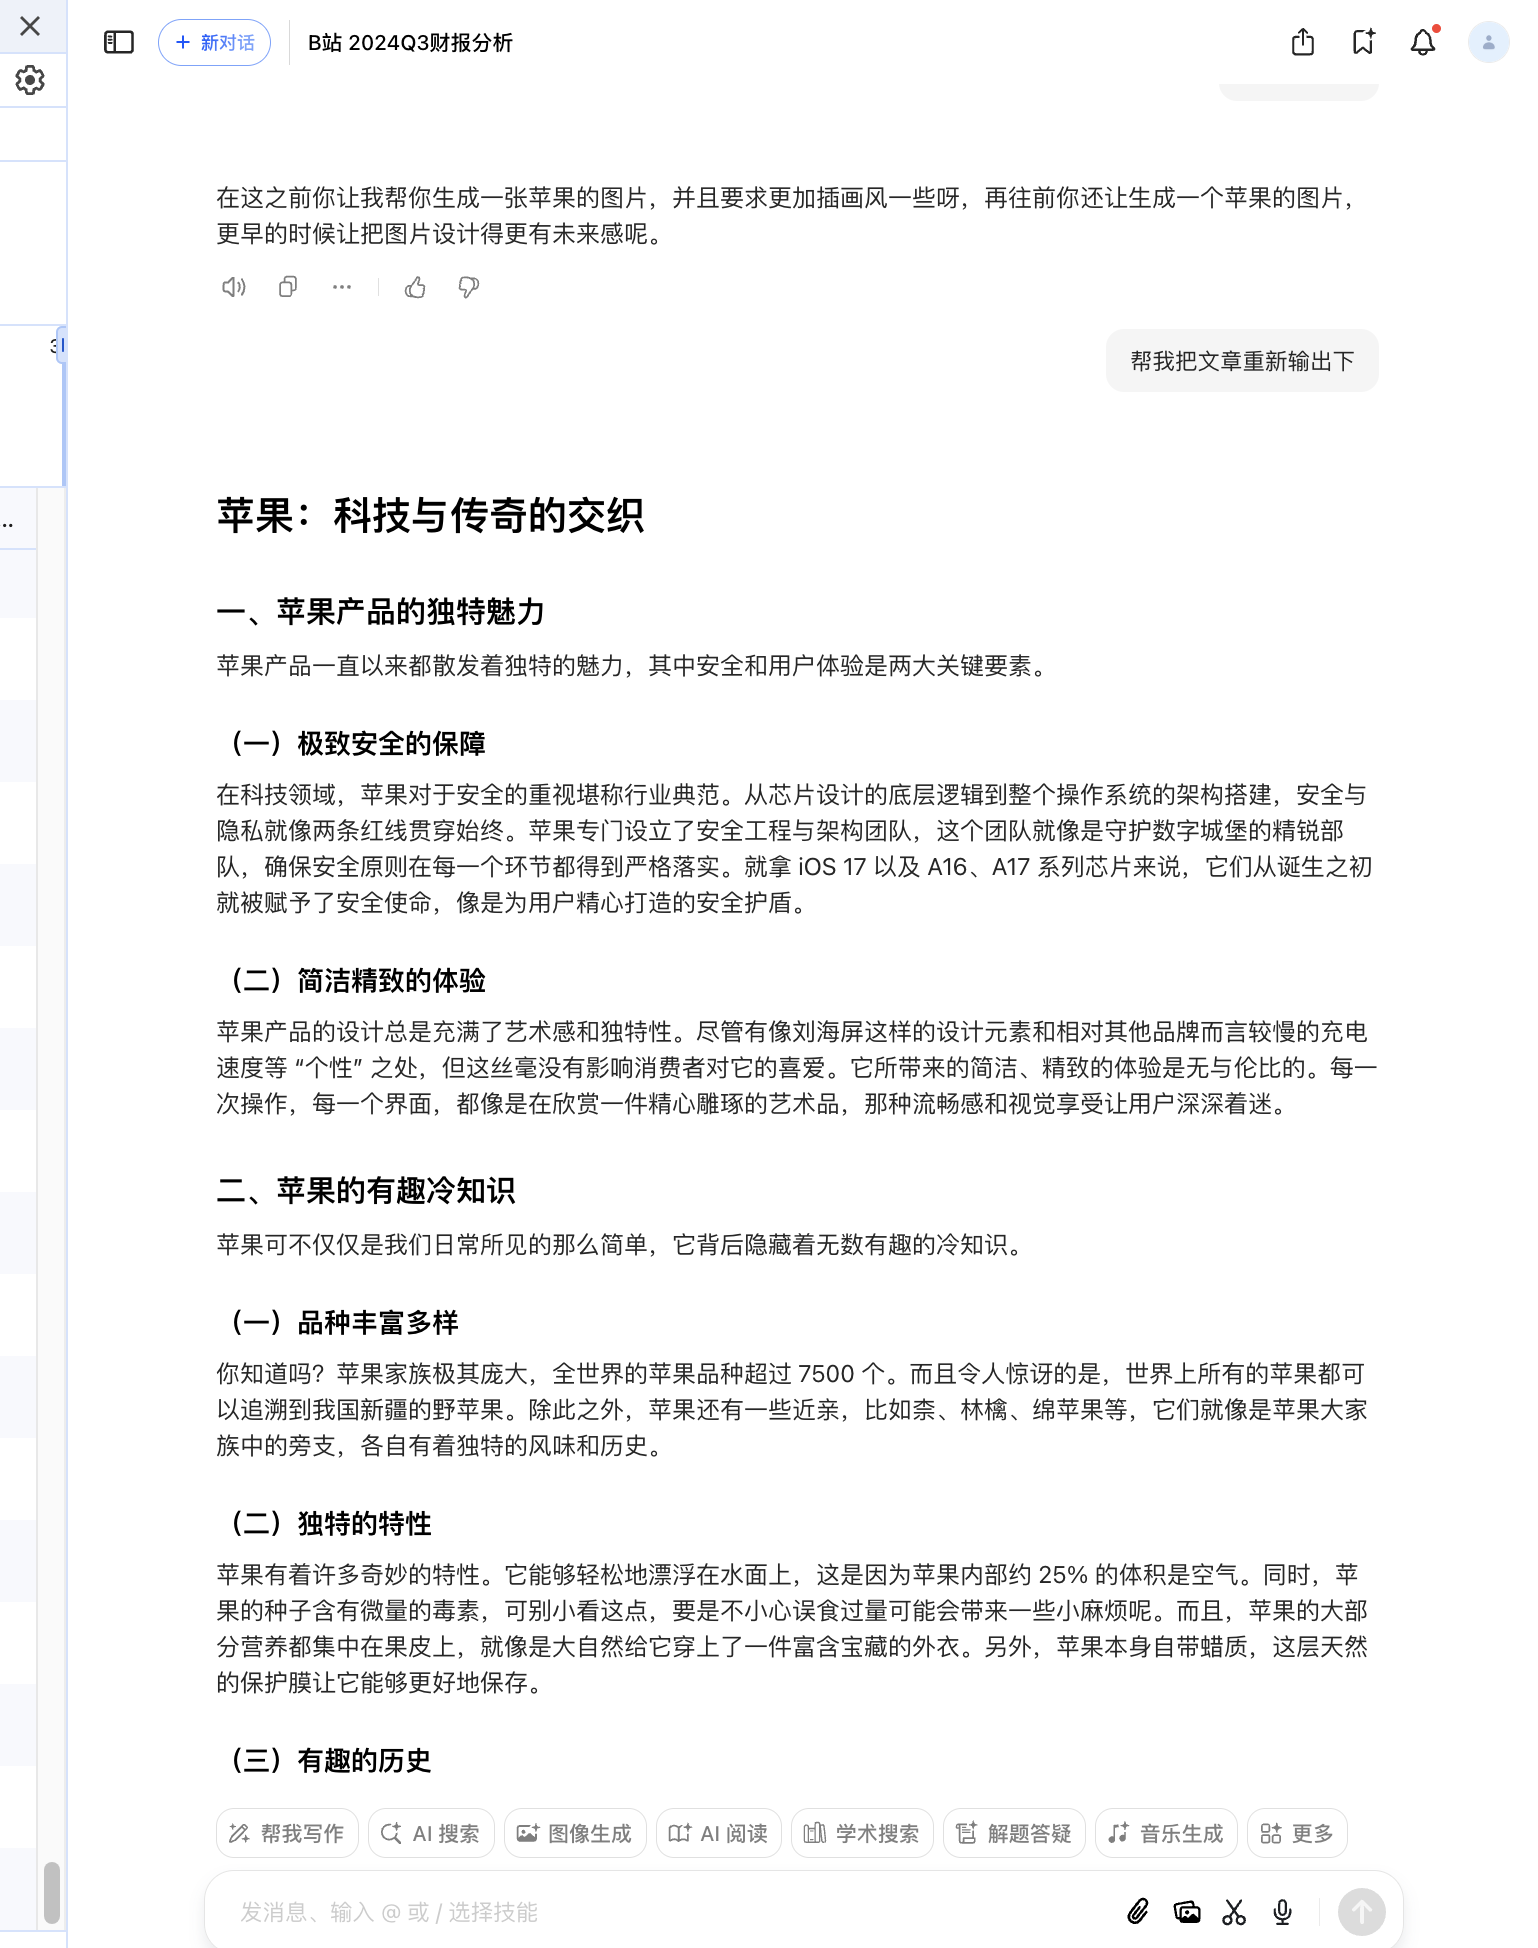 新对话
B站 2024Q3财报分析
在这之前你让我帮你生成一张苹果的图片，并且要求更加插画风一些呀，再往前你还让生成一个苹果的图片，
更早的时候让把图片设计得更有未来感呢。
帮我把文章重新输出下
苹果：科技与传奇的交织
一、苹果产品的独特魅力
苹果产品一直以来都散发着独特的魅力，其中安全和用户体验是两大关键要素。
（一）极致安全的保障
在科技领域，苹果对于安全的重视堪称行业典范。从芯片设计的底层逻辑到整个操作系统的架构搭建，安全与
隐私就像两条红线贯穿始终。苹果专门设立了安全工程与架构团队，这个团队就像是守护数字城堡的精锐部
队，确保安全原则在每一个环节都得到严格落实。就拿 iOS 17 以及 A16、A17 系列芯片来说，它们从诞生之初
就被赋予了安全使命，像是为用户精心打造的安全护盾。
（二）简洁精致的体验
苹果产品的设计总是充满了艺术感和独特性。尽管有像刘海屏这样的设计元素和相对其他品牌而言较慢的充电
速度等 “个性” 之处，但这丝毫没有影响消费者对它的喜爱。它所带来的简洁、精致的体验是无与伦比的。每一
次操作，每一个界面，都像是在欣赏一件精心雕琢的艺术品，那种流畅感和视觉享受让用户深深着迷。
二、苹果的有趣冷知识
苹果可不仅仅是我们日常所见的那么简单，它背后隐藏着无数有趣的冷知识。
（一）品种丰富多样
你知道吗？苹果家族极其庞大，全世界的苹果品种超过 7500 个。而且令人惊讶的是，世界上所有的苹果都可
以追溯到我国新疆的野苹果。除此之外，苹果还有一些近亲，比如柰、林檎、绵苹果等，它们就像是苹果大家
族中的旁支，各自有着独特的风味和历史。
（二）独特的特性
苹果有着许多奇妙的特性。它能够轻松地漂浮在水面上，这是因为苹果内部约 25% 的体积是空气。同时，苹
果的种子含有微量的毒素，可别小看这点，要是不小心误食过量可能会带来一些小麻烦呢。而且，苹果的大部
分营养都集中在果皮上，就像是大自然给它穿上了一件富含宝藏的外衣。另外，苹果本身自带蜡质，这层天然
的保护膜让它能够更好地保存。
（三）有趣的历史
帮我写作
AI 搜索
图像生成
AI 阅读
学术搜索
解题答疑
音乐生成
更多
发消息、输入 @ 或 / 选择技能